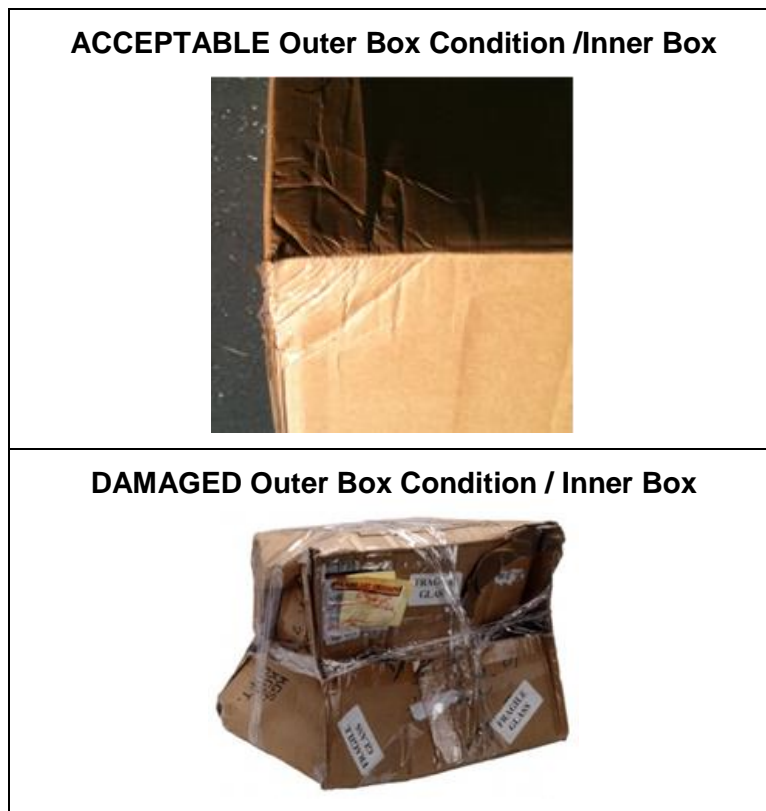 ACCEPTABLE Outer Box Condition /Inner Box
DAMAGED Outer Box Condition / Inner Box
FRAGILE
GLASS
FRAGILE
GLASS
FRAGILE
GLASS